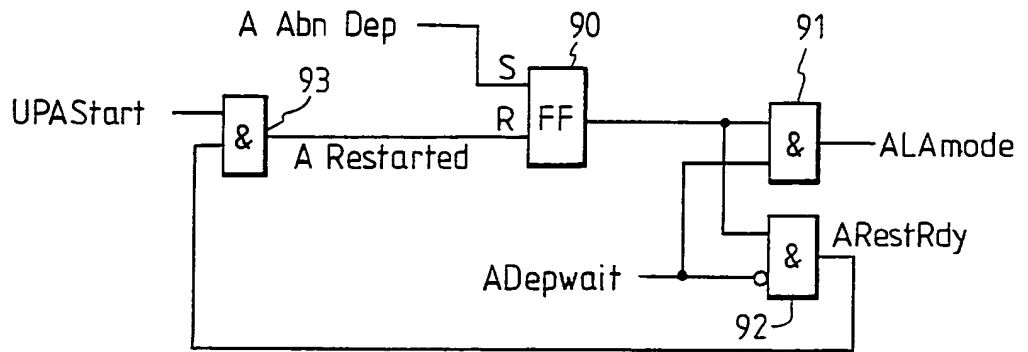 A Abn Dep
90
91
S
93
UPAStart
R
FF
&
&
ALAmode
A Restarted
ARestRdy
&
ADepwait
92